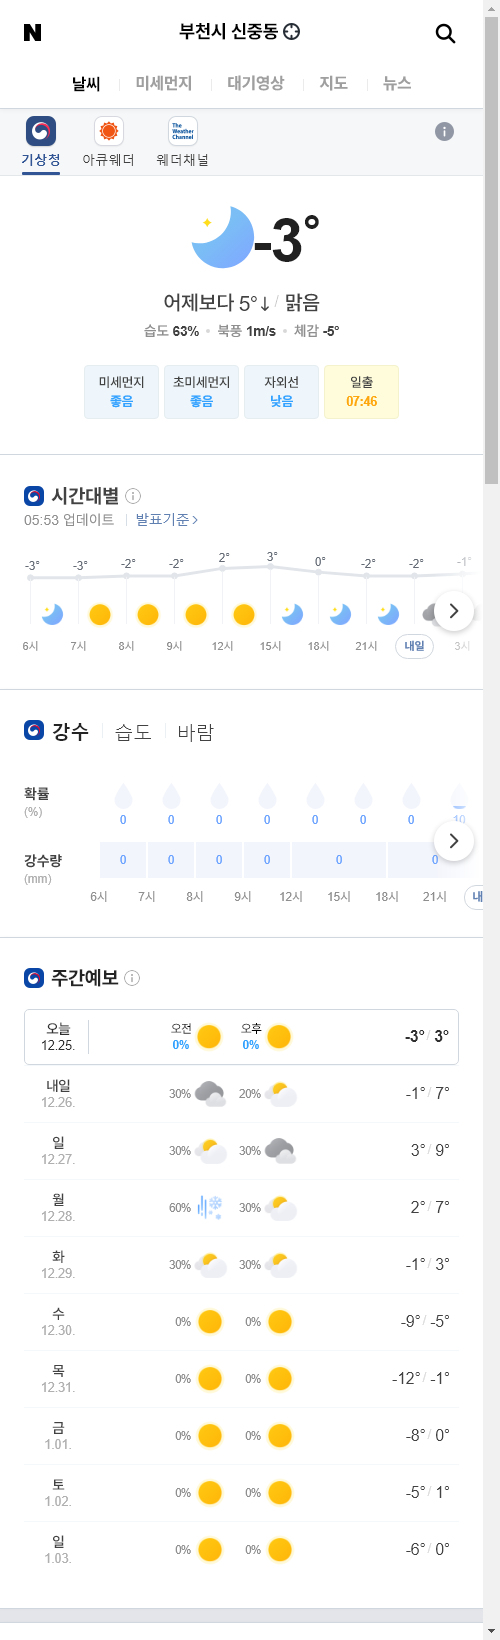 N
부천시 신중동
날씨 미세먼지 대기영상 지도 뉴스
The Weather Channel
기상청 아큐웨더 웨더채널
-3°
어제보다 5°↓ / 맑음
습도 63% 북풍 1m/s 체감 -5°
미세먼지 초미세먼지 자외선 일출
좋음 좋음 낮음 07:46
시간대별
05:53 업데이트 발표기준 >
-3° -3° -2° -2° 2° 3° 0° -2° -2° -1°
6시 7시 8시 9시 12시 15시 18시 21시 내일 3시
강수 습도 바람
확률
(%)
0 0 0 0 0 0 0 10
강수량
(mm)
0 0 0 0 0 0
6시 7시 8시 9시 12시 15시 18시 21시
주간예보
오늘 12.25. 오전 0% 오후 0% -3° / 3°
내일 12.26. 30% 20% -1° / 7°
일 12.27. 30% 30% 3° / 9°
월 12.28. 60% 30% 2° / 7°
화 12.29. 30% 30% -1° / 3°
수 12.30. 0% 0% -9° / -5°
목 12.31. 0% 0% -12° / -1°
금 1.01. 0% 0% -8° / 0°
토 1.02. 0% 0% -5° / 1°
일 1.03. 0% 0% -6° / 0°